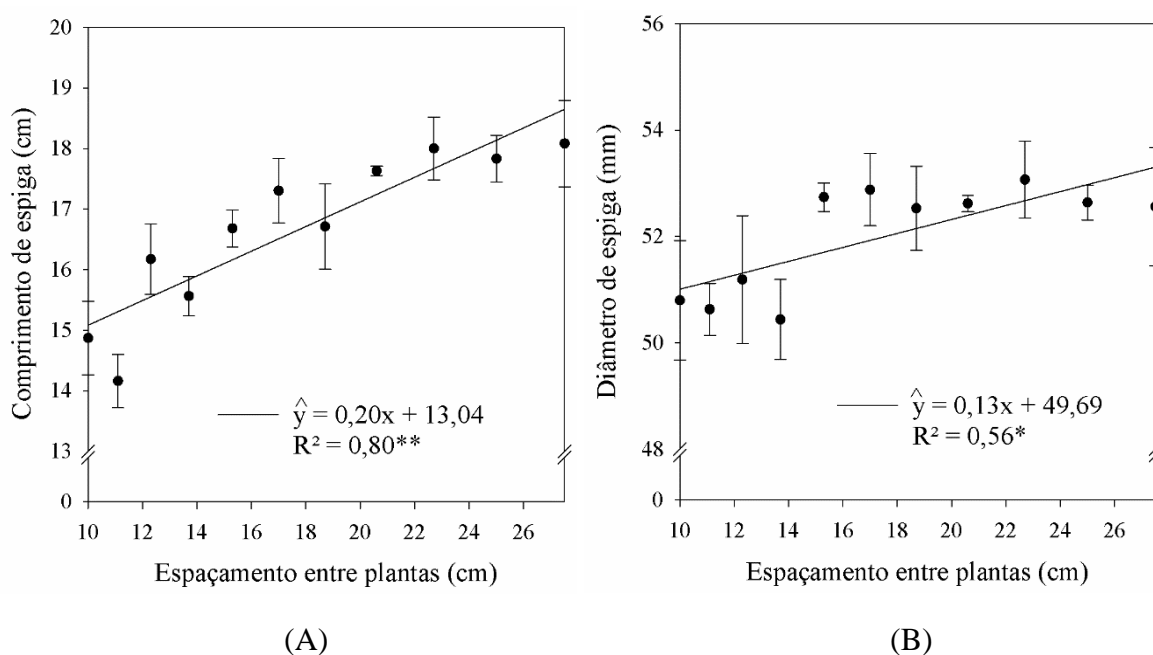 20
19
18
17
16
15
14
13
0
Comprimento de espiga (cm)
ŷ = 0,20x + 13,04
R² = 0,80**
10 12 14 16 18 20 22 24 26
Espaçamento entre plantas (cm)
(A)
56
54
52
50
48
0
Diâmetro de espiga (mm)
ŷ = 0,13x + 49,69
R² = 0,56*
10 12 14 16 18 20 22 24 26
Espaçamento entre plantas (cm)
(B)